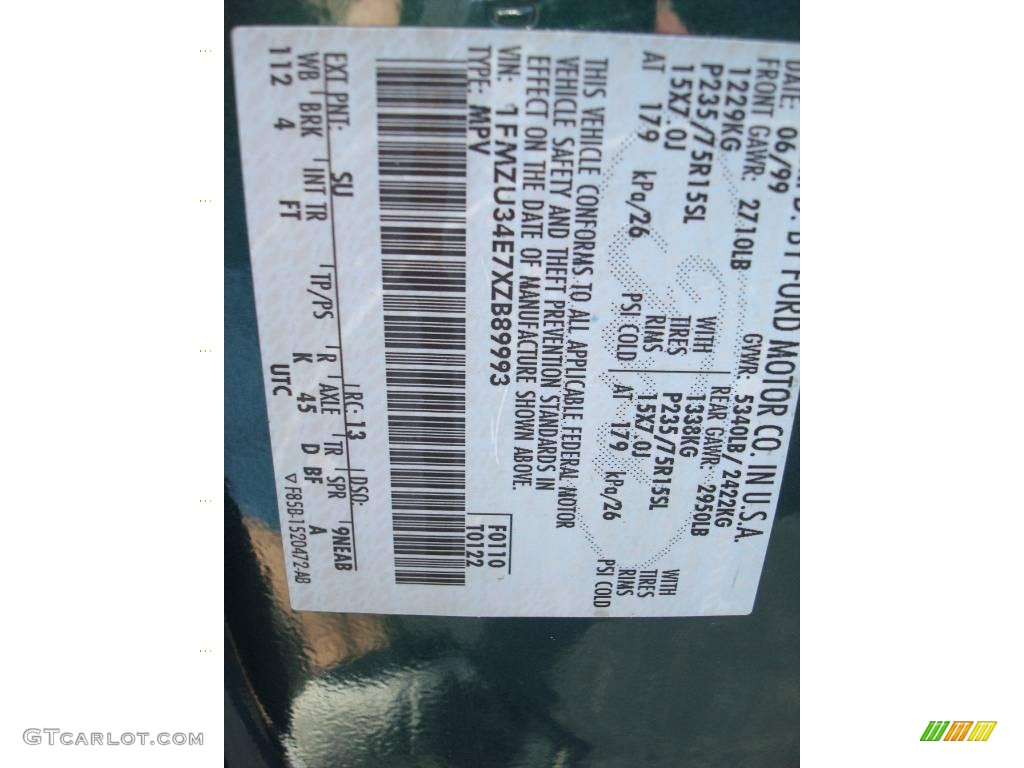 MFD. BY FORD MOTOR CO. IN U.S.A.
DATE: 06/99 GVWR: 5340LB/ 2422KG
FRONT GAWR: 2710LB REAR GAWR: 2950LB
1229KG WITH 1338KG WITH
P235/75R15SL TIRES P235/75R15SL TIRES
15X7.0J RIMS 15X7.0J RIMS
AT 179 kPa/26 PSI COLD AT 179 kPa/26 PSI COLD
THIS VEHICLE CONFORMS TO ALL APPLICABLE FEDERAL MOTOR
VEHICLE SAFETY AND THEFT PREVENTION STANDARDS IN
EFFECT ON THE DATE OF MANUFACTURE SHOWN ABOVE.
VIN: 1FMZU34E7XZB89993 F0110
TYPE: MPV T0122
EXT PNT: SU RC: 13 DSO: 9NEAB
WB BRK INT TR TP/PS R AXLE TR SPR
112 4 FT K 45 D BF A
UTC ▽F85B-1520472-AB
GTCARLOT.COM